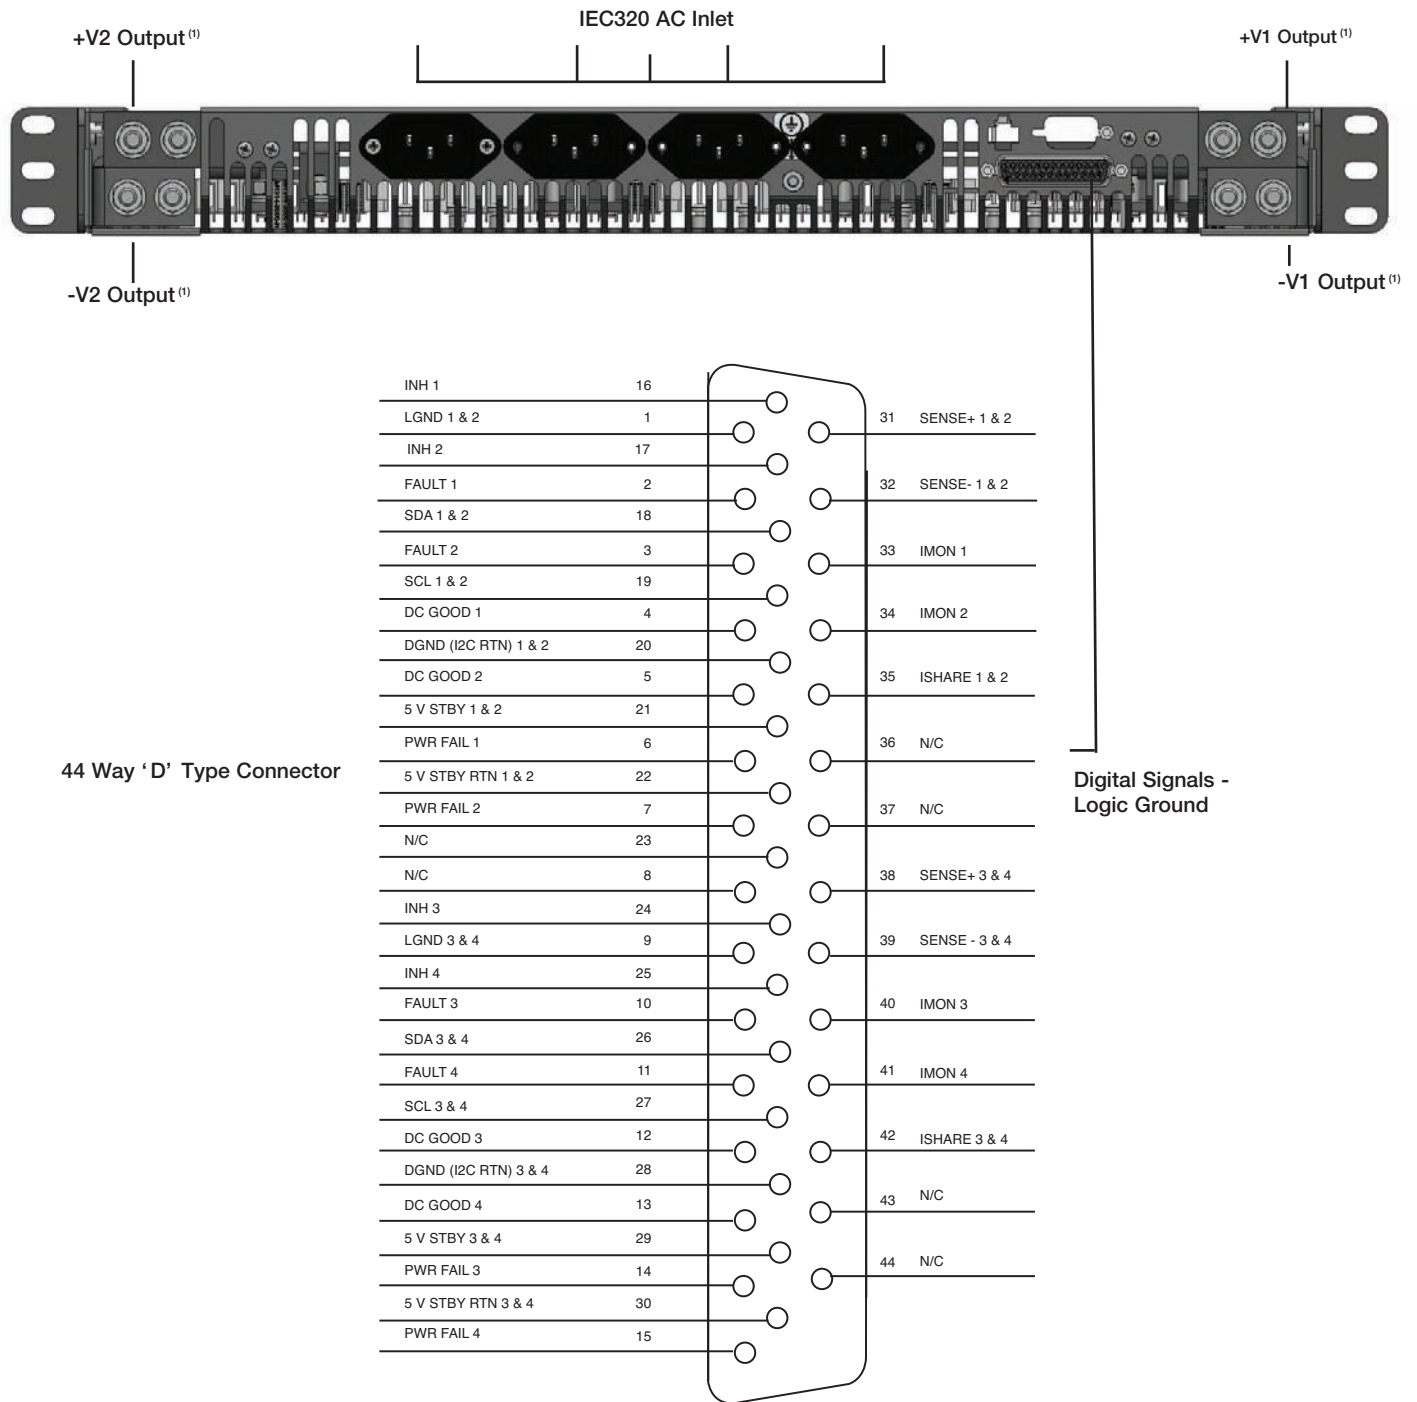 IEC320 AC Inlet
+V2 Output (1)
+V1 Output (1)
-V2 Output (1)
-V1 Output (1)
INH 1 16
LGND 1 & 2 1
31 SENSE+ 1 & 2
INH 2 17
FAULT 1 2
32 SENSE- 1 & 2
SDA 1 & 2 18
FAULT 2 3
33 IMON 1
SCL 1 & 2 19
DC GOOD 1 4
34 IMON 2
DGND (I2C RTN) 1 & 2 20
DC GOOD 2 5
35 ISHARE 1 & 2
5 V STBY 1 & 2 21
PWR FAIL 1 6
36 N/C
44 Way ‘D’ Type Connector
5 V STBY RTN 1 & 2 22
Digital Signals -
Logic Ground
PWR FAIL 2 7
37 N/C
N/C 23
N/C 8
38 SENSE+ 3 & 4
INH 3 24
LGND 3 & 4 9
39 SENSE - 3 & 4
INH 4 25
FAULT 3 10
40 IMON 3
SDA 3 & 4 26
FAULT 4 11
41 IMON 4
SCL 3 & 4 27
DC GOOD 3 12
42 ISHARE 3 & 4
DGND (I2C RTN) 3 & 4 28
DC GOOD 4 13
43 N/C
5 V STBY 3 & 4 29
PWR FAIL 3 14
44 N/C
5 V STBY RTN 3 & 4 30
PWR FAIL 4 15